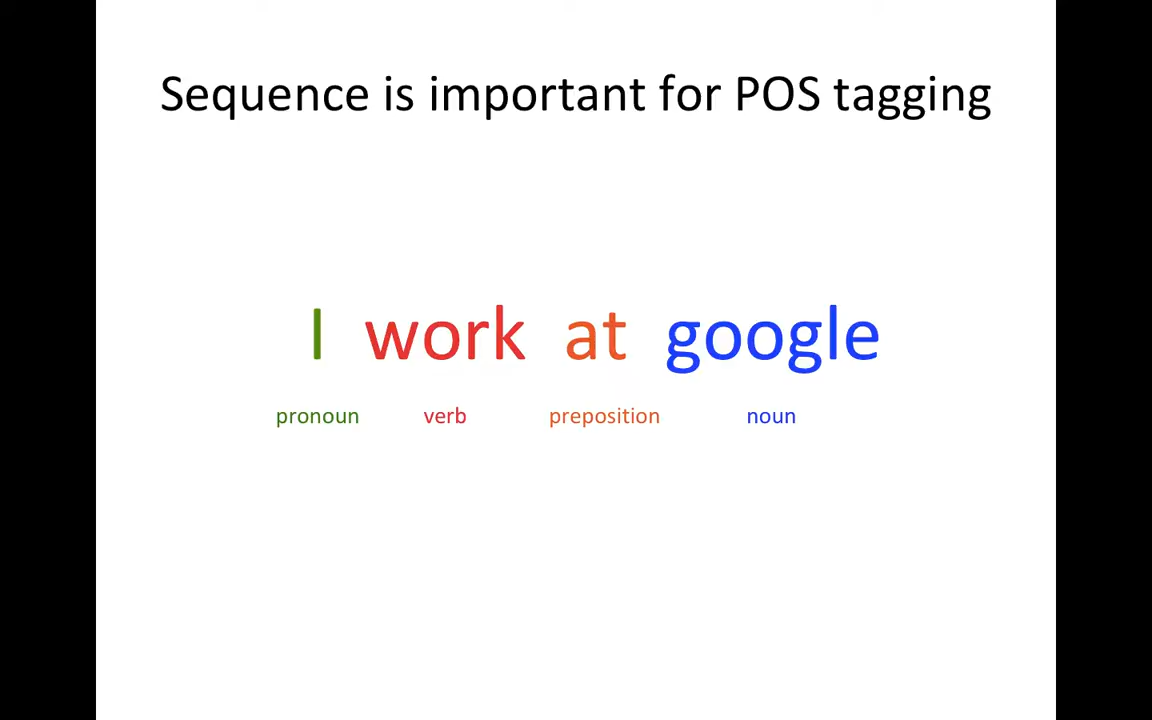 Sequence is important for POS tagging
I work at google
pronoun verb preposition noun